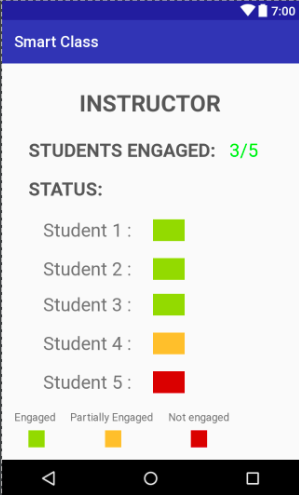 7:00
Smart Class
INSTRUCTOR
STUDENTS ENGAGED: 3/5
STATUS:
Student 1 :
Student 2 :
Student 3 :
Student 4 :
Student 5 :
Engaged Partially Engaged Not engaged